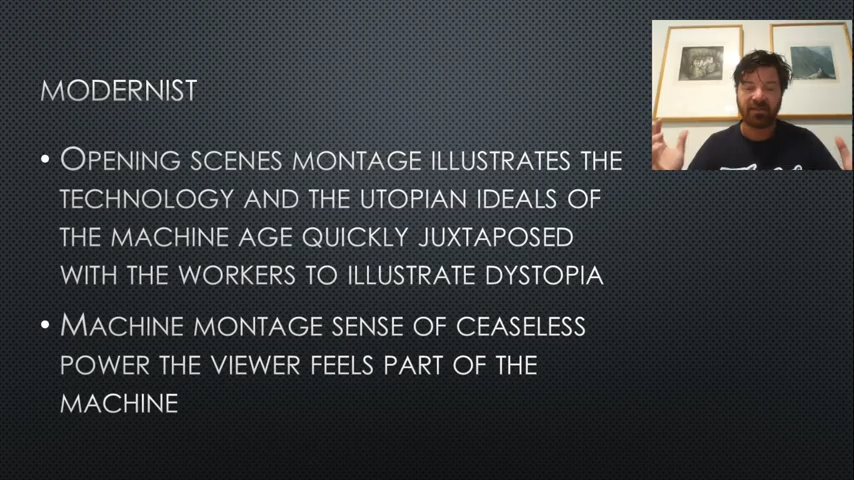 MODERNIST
• OPENING SCENES MONTAGE ILLUSTRATES THE
TECHNOLOGY AND THE UTOPIAN IDEALS OF
THE MACHINE AGE QUICKLY JUXTAPOSED
WITH THE WORKERS TO ILLUSTRATE DYSTOPIA
• MACHINE MONTAGE SENSE OF CEASELESS
POWER THE VIEWER FEELS PART OF THE
MACHINE